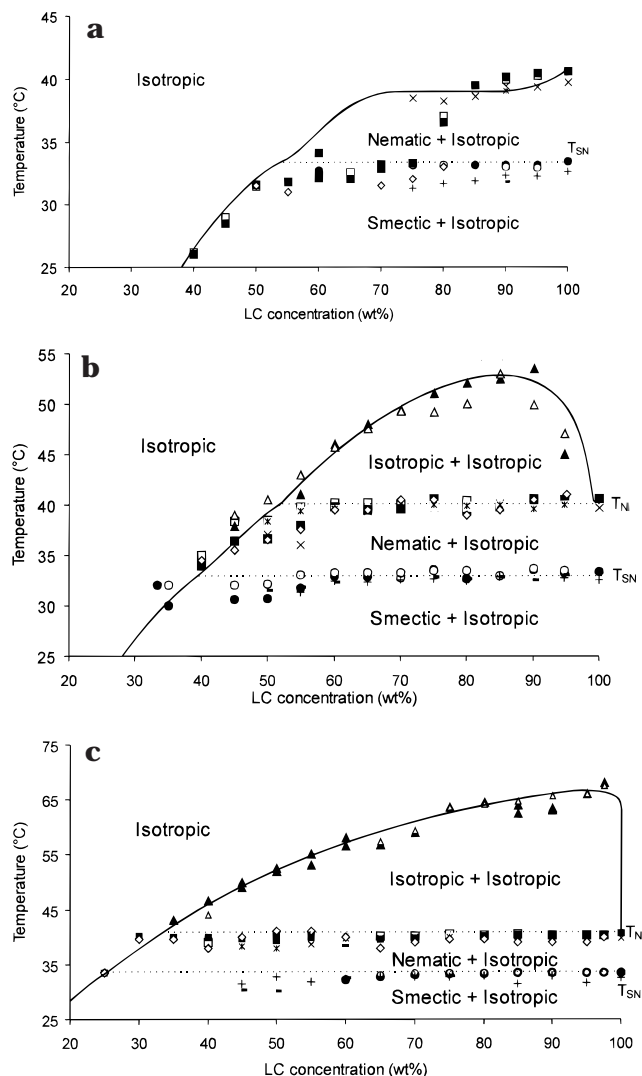 a
40
35
30
25
Temperature (°C)
Isotropic
Nematic + Isotropic
TSN
Smectic + Isotropic
20 30 40 50 60 70 80 90 100
LC concentration (wt%)
b
55
50
45
40
35
30
25
Temperature (°C)
Isotropic
Isotropic + Isotropic
TNI
Nematic + Isotropic
TSN
Smectic + Isotropic
20 30 40 50 60 70 80 90 100
LC concentration (wt%)
c
75
65
55
45
35
25
Temperature (°C)
Isotropic
Isotropic + Isotropic
TN
Nematic + Isotropic
Smectic + Isotropic
TSN
20 30 40 50 60 70 80 90 100
LC concentration (wt%)